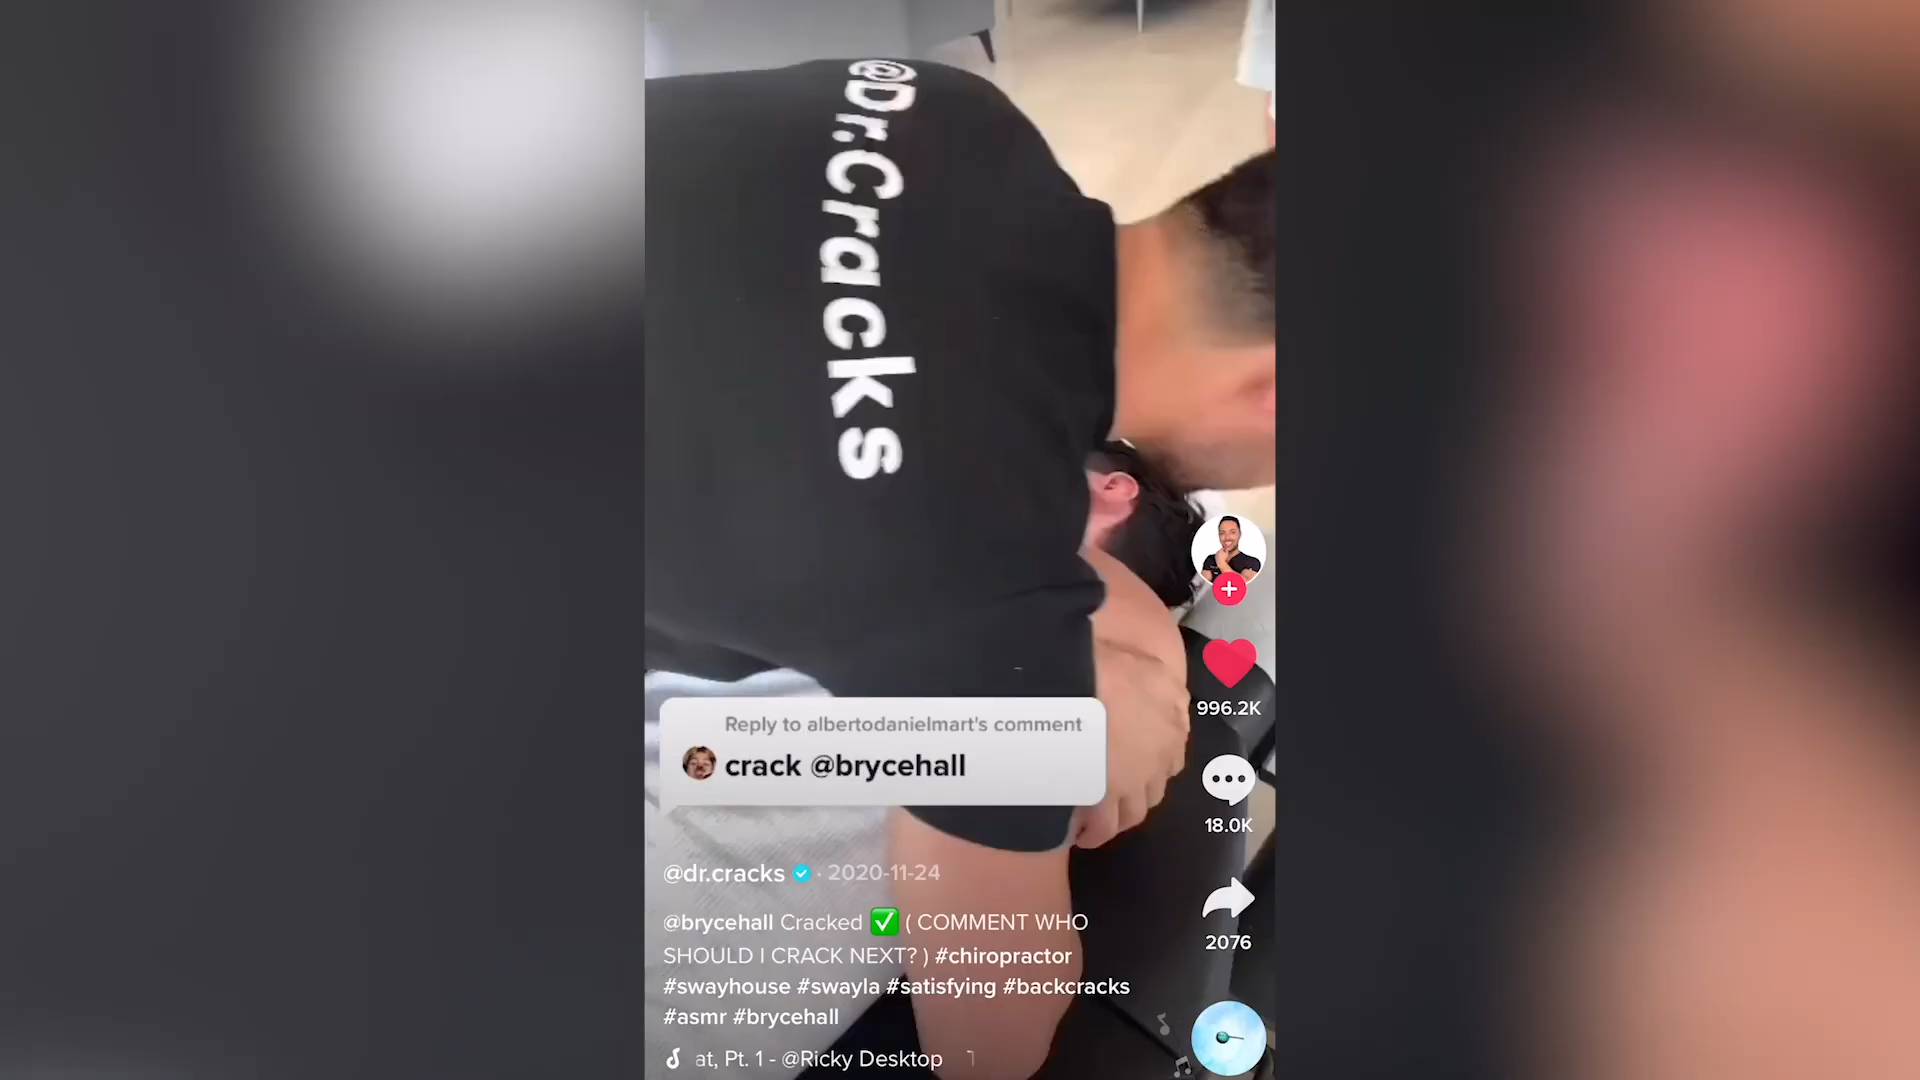 @Dr.Cracks
Reply to albertodanielmart's comment
crack @brycehall
996.2K
18.0K
@dr.cracks · 2020-11-24
@brycehall Cracked ✅ ( COMMENT WHO
SHOULD I CRACK NEXT? ) #chiropractor
2076
#swayhouse #swayla #satisfying #backcracks
#asmr #brycehall
at, Pt. 1 - @Ricky Desktop